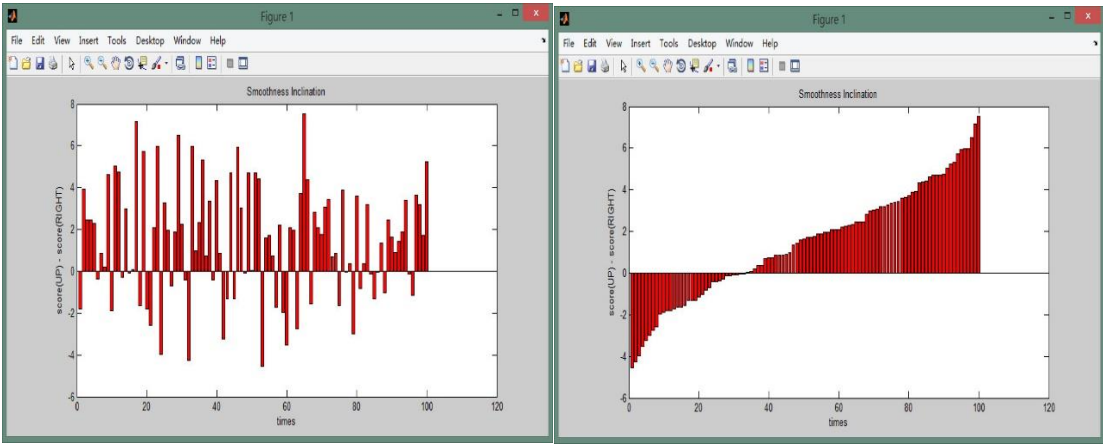 Figure 1
File Edit View Insert Tools Desktop Window Help
Smoothness Inclination
score(UP) - score(RIGHT)
8
6
4
2
0
-2
-4
-6
0 20 40 60 80 100 120
times
Figure 1
File Edit View Insert Tools Desktop Window Help
Smoothness Inclination
score(UP) - score(RIGHT)
8
6
4
2
0
-2
-4
-6
0 20 40 60 80 100 120
times